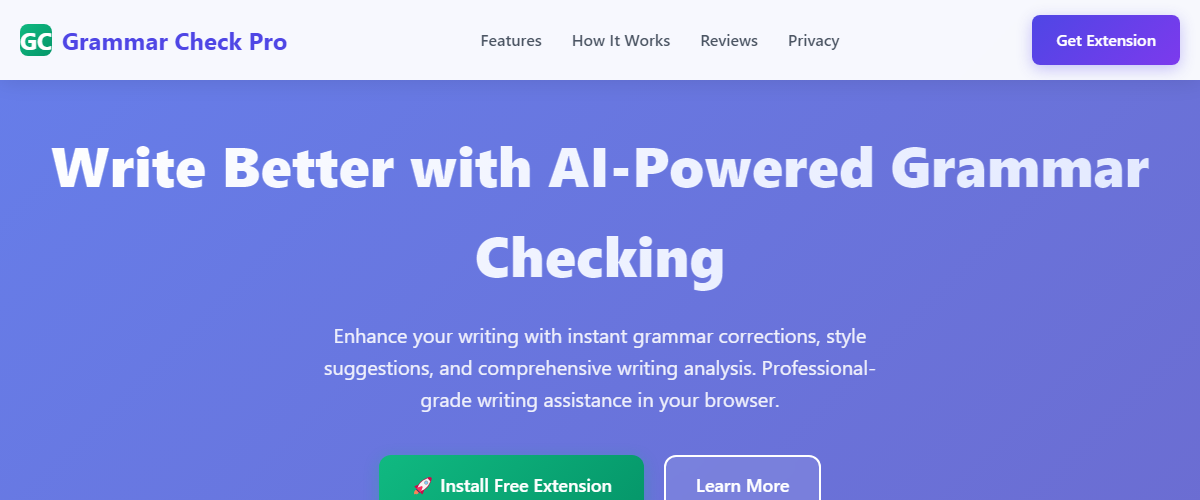 GC Grammar Check Pro
Features
How It Works
Reviews
Privacy
Get Extension
Write Better with AI-Powered Grammar
Checking
Enhance your writing with instant grammar corrections, style
suggestions, and comprehensive writing analysis. Professional-
grade writing assistance in your browser.
🚀 Install Free Extension
Learn More